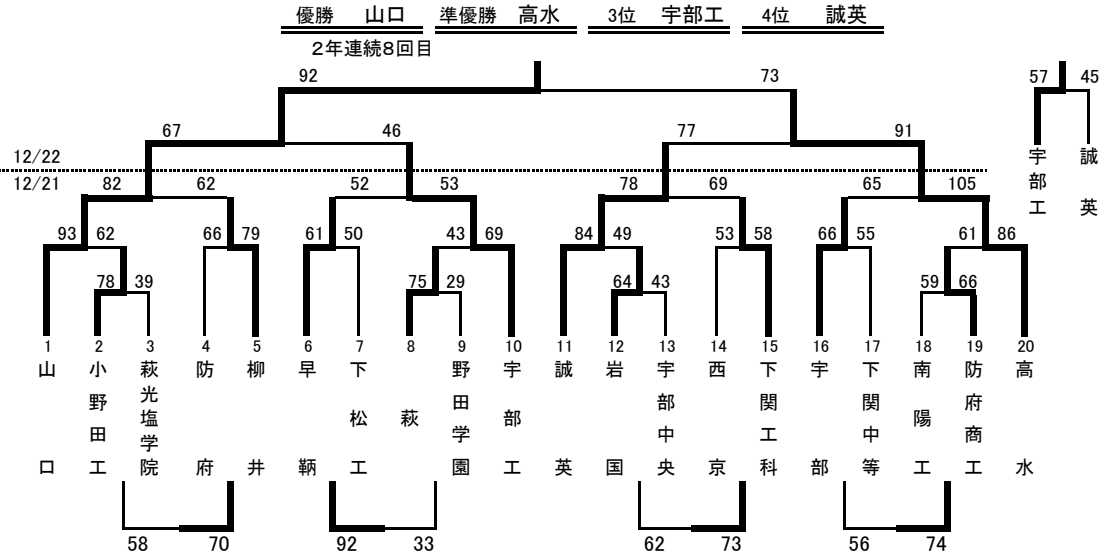 優勝 山口 準優勝 高水 3位 宇部工 4位 誠英
2年連続8回目
92 73 57 45
67 46 77 91
12/22
12/21
82 62 52 53 78 69 65 105
宇部工 誠英
93 62 66 79 61 50 43 69 84 49 53 58 66 55 61 86
78 39 75 29 64 43 59 66
1 2 3 4 5 6 7 8 9 10 11 12 13 14 15 16 17 18 19 20
山口 小野田工 萩光塩学院 防府 柳井 早鞆 下松工 萩 野田学園 宇部工 誠英 岩国 宇部中央 西京 下関工科 宇部 下関中等 南陽工 防府商工 高水
58 70 92 33 62 73 56 74